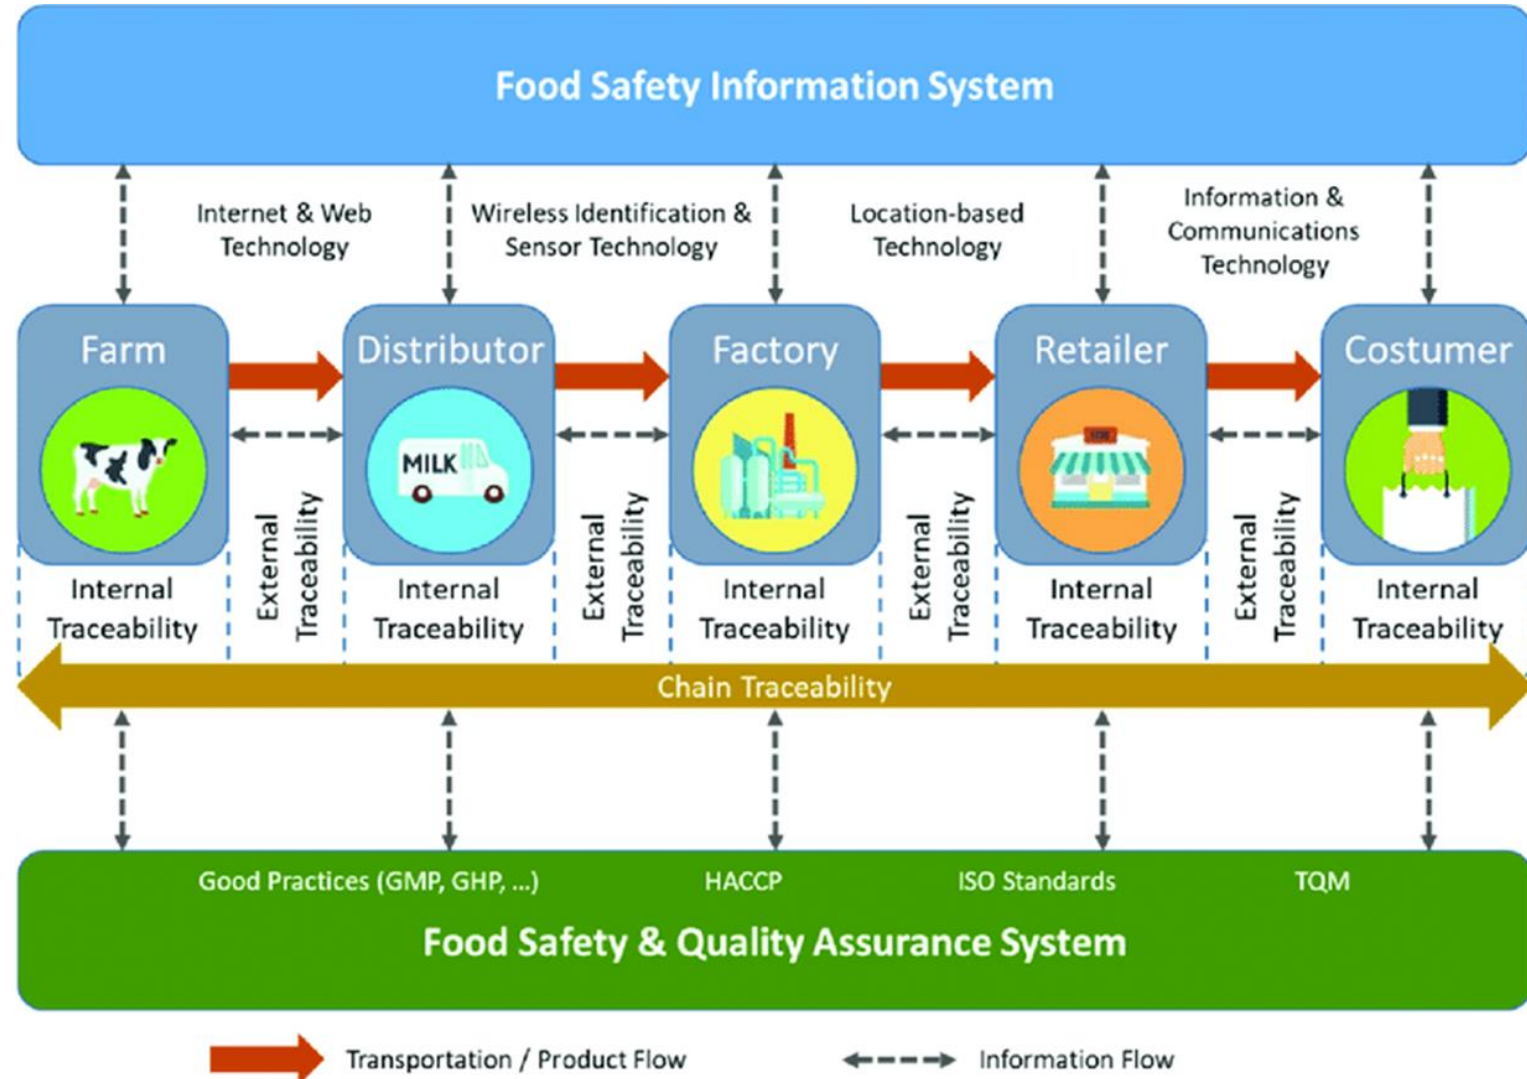 Food Safety Information System
Internet & Web
Technology
Wireless Identification &
Sensor Technology
Location-based
Technology
Information &
Communications
Technology
Farm
Distributor
Factory
Retailer
Costumer
MILK
External
Traceability
External
Traceability
External
Traceability
External
Traceability
Internal
Traceability
Internal
Traceability
Internal
Traceability
Internal
Traceability
Internal
Traceability
Chain Traceability
Good Practices (GMP, GHP, ...)
HACCP
ISO Standards
TQM
Food Safety & Quality Assurance System
Transportation / Product Flow
Information Flow